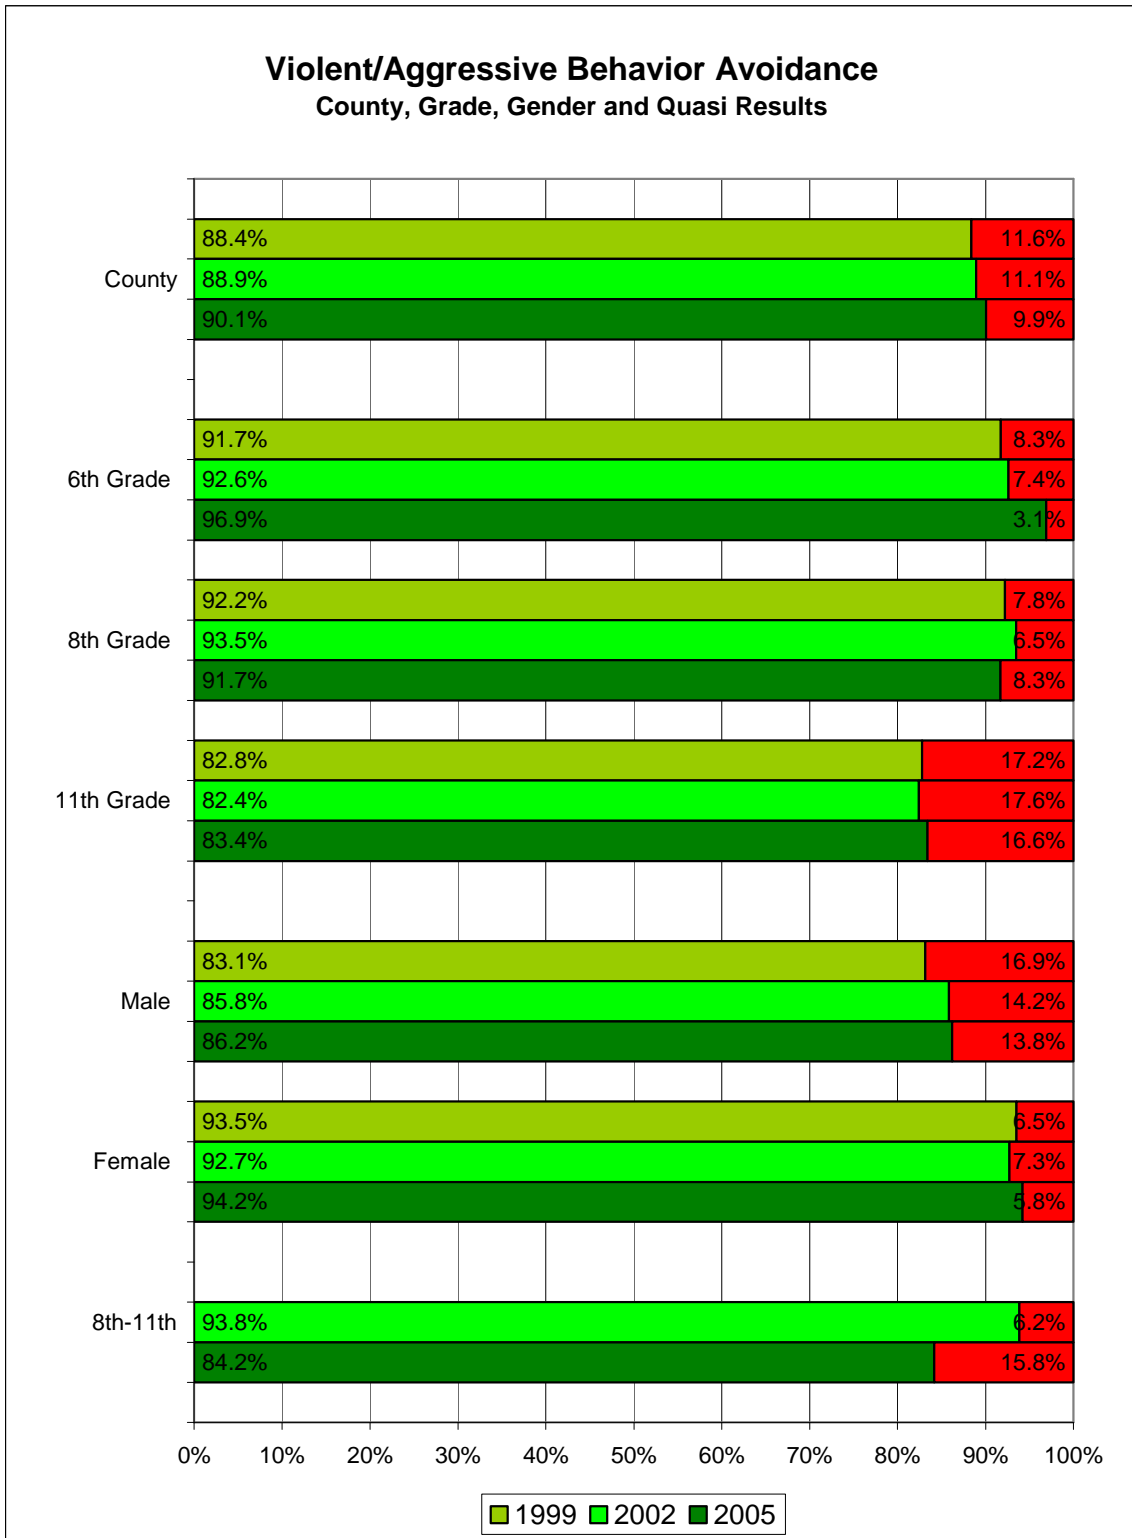 Violent/Aggressive Behavior Avoidance
County, Grade, Gender and Quasi Results
88.4% 11.6%
County 88.9% 11.1%
90.1% 9.9%
91.7% 8.3%
6th Grade 92.6% 7.4%
96.9% 3.1%
92.2% 7.8%
8th Grade 93.5% 6.5%
91.7% 8.3%
82.8% 17.2%
11th Grade 82.4% 17.6%
83.4% 16.6%
83.1% 16.9%
Male 85.8% 14.2%
86.2% 13.8%
93.5% 6.5%
Female 92.7% 7.3%
94.2% 5.8%
8th-11th 93.8% 6.2%
84.2% 15.8%
0% 10% 20% 30% 40% 50% 60% 70% 80% 90% 100%
1999 2002 2005